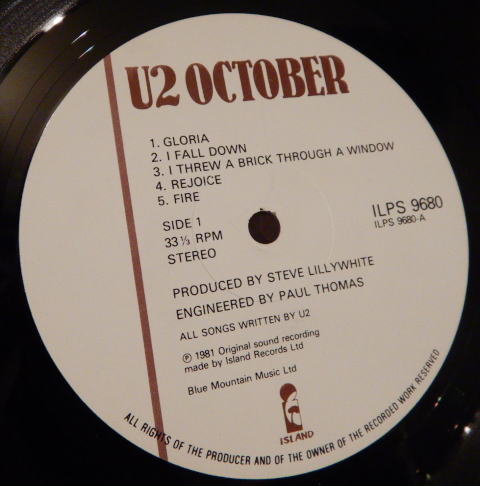 U2 OCTOBER
1. GLORIA
2. I FALL DOWN
3. I THREW A BRICK THROUGH A WINDOW
4. REJOICE
5. FIRE
SIDE 1
33⅓ RPM
STEREO
ILPS 9680
ILPS 9680-A
PRODUCED BY STEVE LILLYWHITE
ENGINEERED BY PAUL THOMAS
ALL SONGS WRITTEN BY U2
Ⓟ 1981 Original sound recording
made by Island Records Ltd
Blue Mountain Music Ltd
ISLAND
ALL RIGHTS OF THE PRODUCER AND OF THE OWNER OF THE RECORDED WORK RESERVED